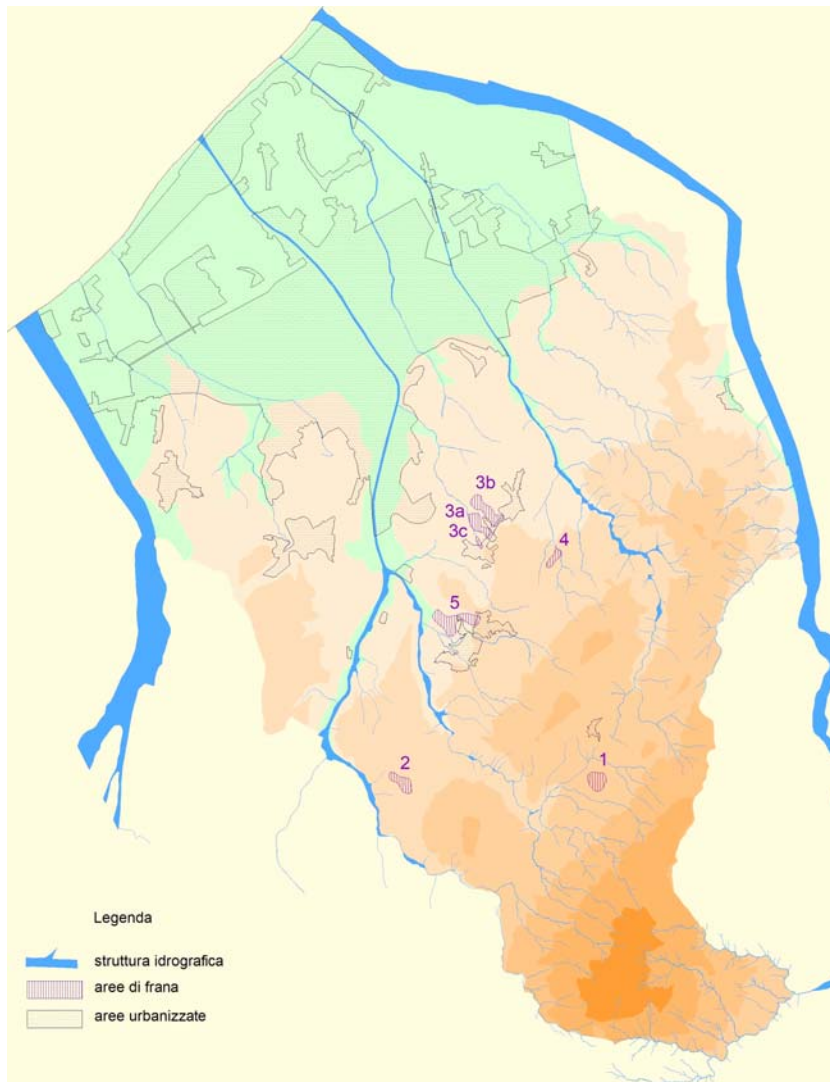 3b
3a
3c
4
5
2
1
Legenda
struttura idrografica
aree di frana
aree urbanizzate